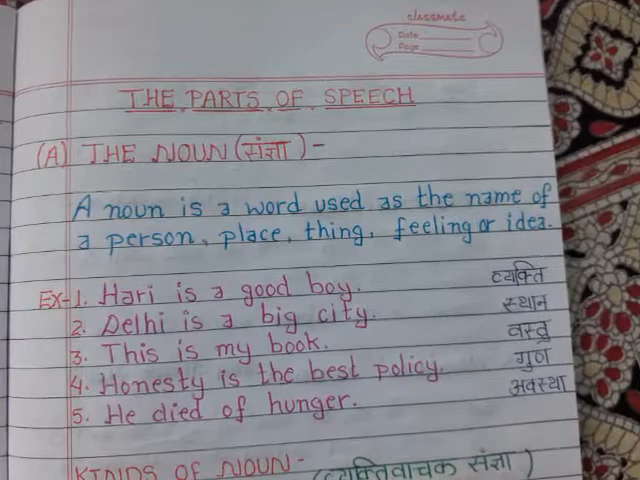 classmate
Date
Page
THE PARTS OF SPEECH
(A) THE NOUN (संज्ञा) -
A noun is a word used as the name of
a person, place, thing, feeling or idea.
Ex-1. Hari is a good boy. व्यक्ति
2. Delhi is a big city. स्थान
3. This is my book. वस्तु
4. Honesty is the best policy. गुण
5. He died of hunger. अवस्था
KINDS OF NOUN- (व्यक्तिवाचक संज्ञा)